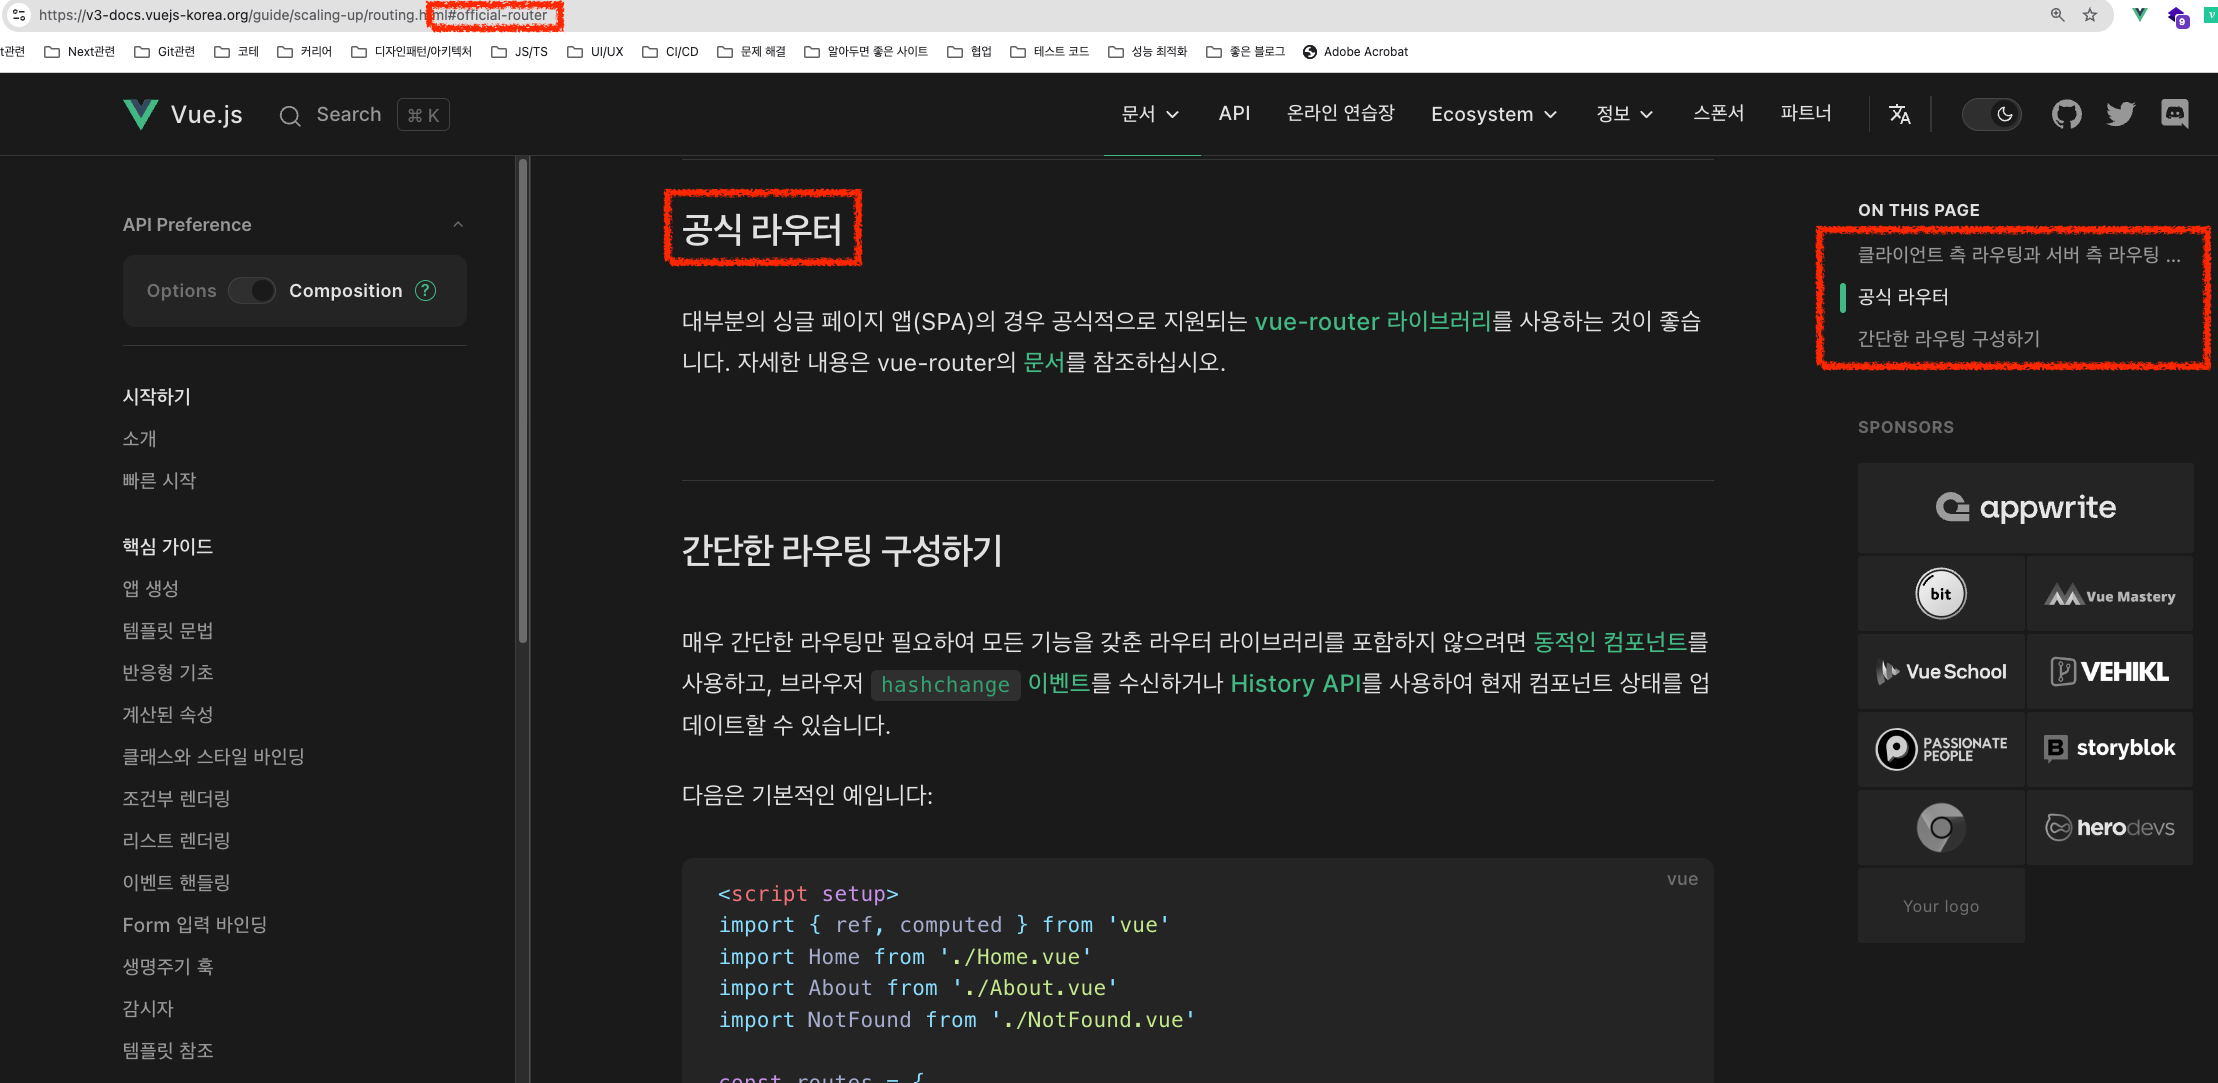 https://v3-docs.vuejs-korea.org/guide/scaling-up/routing.html#official-router
9
t관련 Next관련 Git관련 코테 커리어 디자인패턴/아키텍처 JS/TS UI/UX CI/CD 문제 해결 알아두면 좋은 사이트 협업 테스트 코드 성능 최적화 좋은 블로그 Adobe Acrobat
Vue.js Search ⌘ K 문서 API 온라인 연습장 Ecosystem 정보 스폰서 파트너
API Preference
Options Composition ?
시작하기
소개
빠른 시작
핵심 가이드
앱 생성
템플릿 문법
반응형 기초
계산된 속성
클래스와 스타일 바인딩
조건부 렌더링
리스트 렌더링
이벤트 핸들링
Form 입력 바인딩
생명주기 훅
감시자
템플릿 참조
공식 라우터
대부분의 싱글 페이지 앱(SPA)의 경우 공식적으로 지원되는 vue-router 라이브러리를 사용하는 것이 좋습
니다. 자세한 내용은 vue-router의 문서를 참조하십시오.
간단한 라우팅 구성하기
매우 간단한 라우팅만 필요하여 모든 기능을 갖춘 라우터 라이브러리를 포함하지 않으려면 동적인 컴포넌트를
사용하고, 브라우저 hashchange 이벤트를 수신하거나 History API를 사용하여 현재 컴포넌트 상태를 업
데이트할 수 있습니다.
다음은 기본적인 예입니다:
vue
<script setup>
import { ref, computed } from 'vue'
import Home from './Home.vue'
import About from './About.vue'
import NotFound from './NotFound.vue'
const routes = {
ON THIS PAGE
클라이언트 측 라우팅과 서버 측 라우팅 ...
공식 라우터
간단한 라우팅 구성하기
SPONSORS
appwrite
bit
Vue Mastery
Vue School
VEHIKL
PASSIONATE
PEOPLE
storyblok
herodevs
Your logo